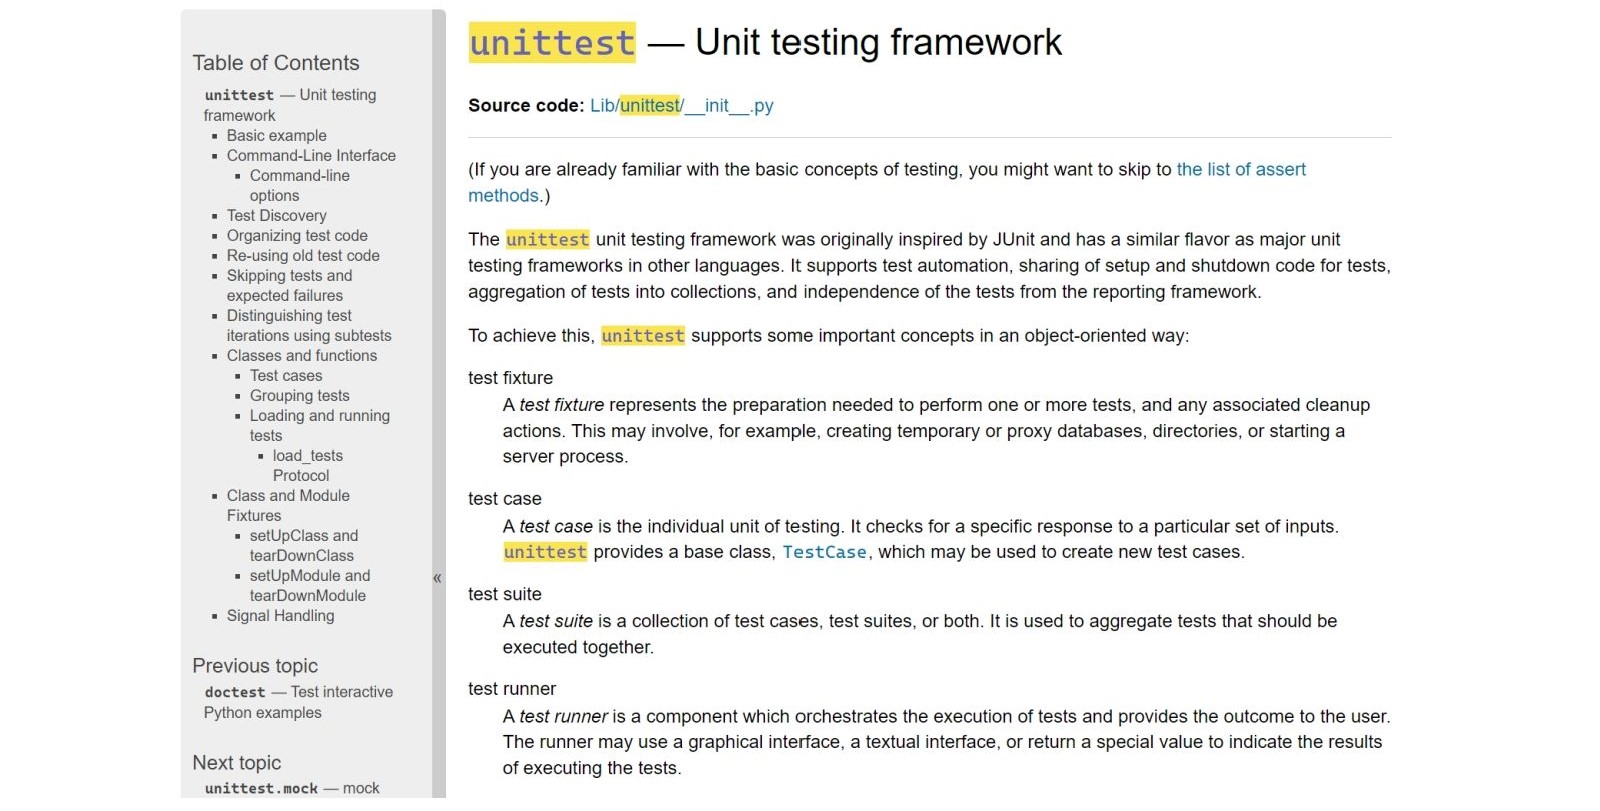 Table of Contents
unittest — Unit testing
framework
▪ Basic example
▪ Command-Line Interface
▪ Command-line
options
▪ Test Discovery
▪ Organizing test code
▪ Re-using old test code
▪ Skipping tests and
expected failures
▪ Distinguishing test
iterations using subtests
▪ Classes and functions
▪ Test cases
▪ Grouping tests
▪ Loading and running
tests
▪ load_tests
Protocol
▪ Class and Module
Fixtures
▪ setUpClass and
tearDownClass
▪ setUpModule and
tearDownModule
▪ Signal Handling
Previous topic
doctest — Test interactive
Python examples
Next topic
unittest.mock — mock
«
unittest — Unit testing framework
Source code: Lib/unittest/__init__.py
(If you are already familiar with the basic concepts of testing, you might want to skip to the list of assert
methods.)
The unittest unit testing framework was originally inspired by JUnit and has a similar flavor as major unit
testing frameworks in other languages. It supports test automation, sharing of setup and shutdown code for tests,
aggregation of tests into collections, and independence of the tests from the reporting framework.
To achieve this, unittest supports some important concepts in an object-oriented way:
test fixture
A test fixture represents the preparation needed to perform one or more tests, and any associated cleanup
actions. This may involve, for example, creating temporary or proxy databases, directories, or starting a
server process.
test case
A test case is the individual unit of testing. It checks for a specific response to a particular set of inputs.
unittest provides a base class, TestCase, which may be used to create new test cases.
test suite
A test suite is a collection of test cases, test suites, or both. It is used to aggregate tests that should be
executed together.
test runner
A test runner is a component which orchestrates the execution of tests and provides the outcome to the user.
The runner may use a graphical interface, a textual interface, or return a special value to indicate the results
of executing the tests.